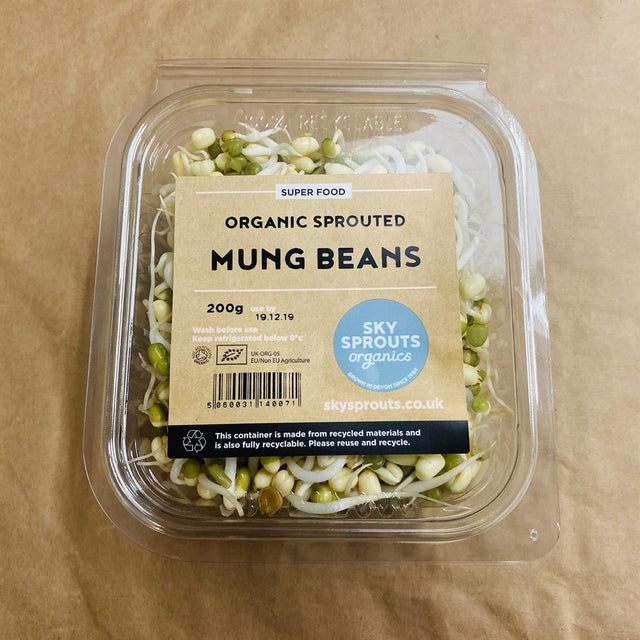 100% RECYCLABLE
SUPER FOOD
ORGANIC SPROUTED
MUNG BEANS
200g use by
19.12.19
Wash before use
Keep refrigerated below 8°c
UK-ORG-05
EU/Non EU Agriculture
5 060031 140071
SKY
SPROUTS
organics
GROWN IN DEVON SINCE 1984
skysprouts.co.uk
This container is made from recycled materials and
is also fully recyclable. Please reuse and recycle.